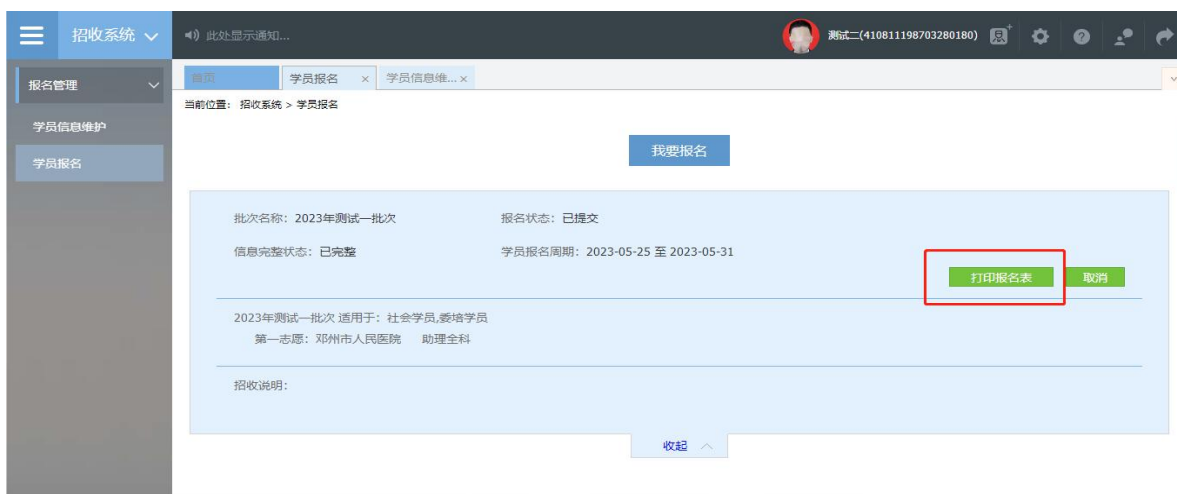 招收系统
此处显示通知...
测试二(410811198703280180)
报名管理
首页
学员报名 ×
学员信息维... ×
当前位置: 招收系统 > 学员报名
学员信息维护
学员报名
我要报名
批次名称: 2023年测试一批次
报名状态: 已提交
信息完整状态: 已完整
学员报名周期: 2023-05-25 至 2023-05-31
打印报名表
取消
2023年测试一批次 适用于: 社会学员,委培学员
第一志愿: 邓州市人民医院 助理全科
招收说明:
收起